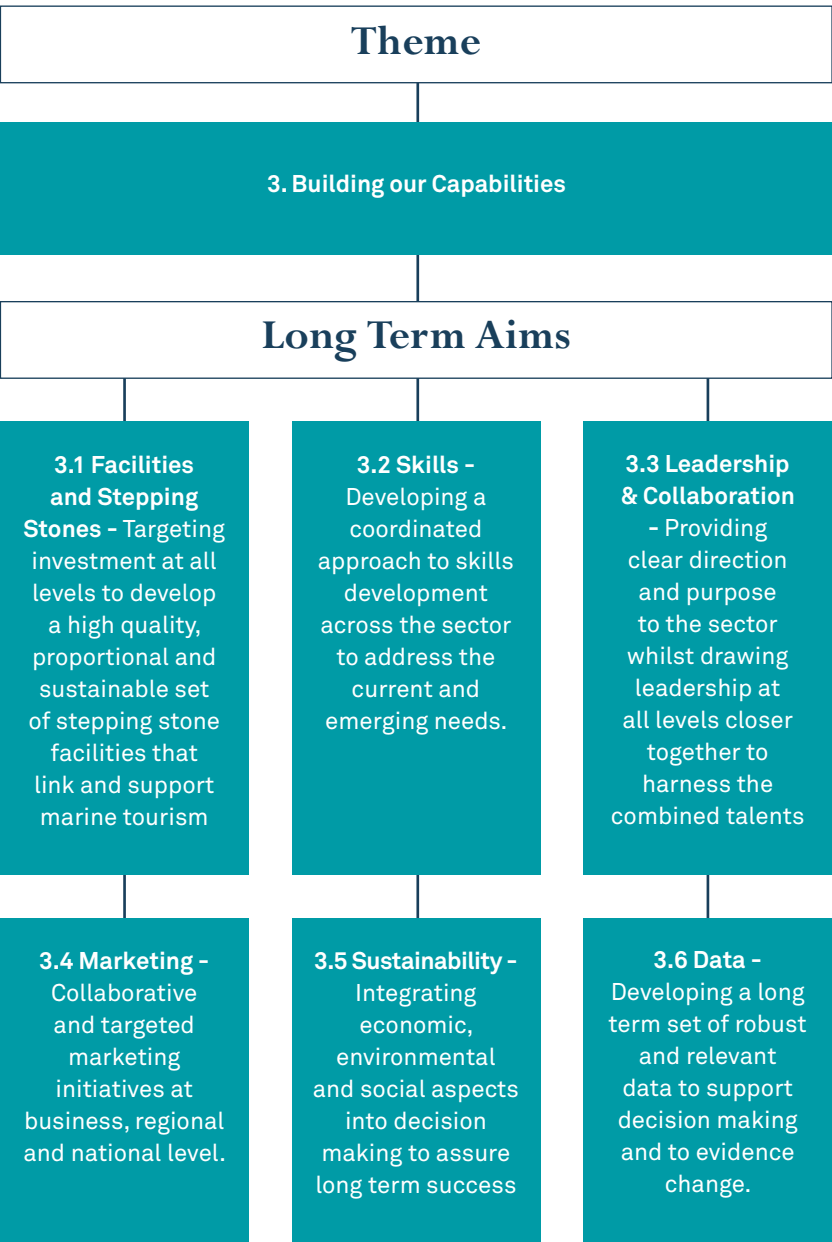 Theme
3. Building our Capabilities
Long Term Aims
3.1 Facilities
and Stepping
Stones - Targeting
investment at all
levels to develop
a high quality,
proportional and
sustainable set
of stepping stone
facilities that
link and support
marine tourism
3.2 Skills -
Developing a
coordinated
approach to skills
development
across the sector
to address the
current and
emerging needs.
3.3 Leadership
& Collaboration
- Providing
clear direction
and purpose
to the sector
whilst drawing
leadership at
all levels closer
together to
harness the
combined talents
3.4 Marketing -
Collaborative
and targeted
marketing
initiatives at
business, regional
and national level.
3.5 Sustainability -
Integrating
economic,
environmental
and social aspects
into decision
making to assure
long term success
3.6 Data -
Developing a long
term set of robust
and relevant
data to support
decision making
and to evidence
change.